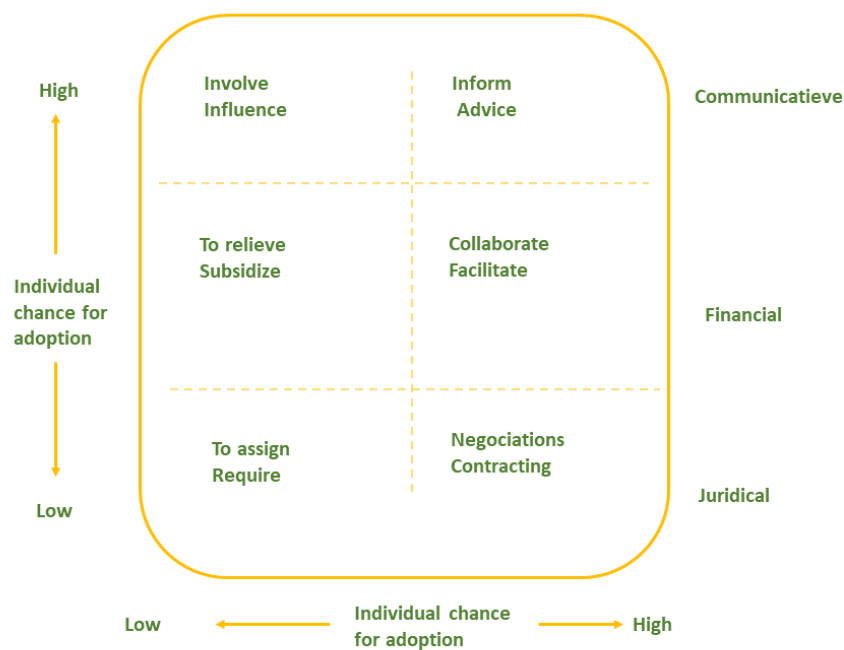 High
Involve
Influence
Inform
Advice
Communicatieve
To relieve
Subsidize
Collaborate
Facilitate
Individual
chance for
adoption
Financial
To assign
Require
Negociations
Contracting
Low
Juridical
Low
Individual chance
for adoption
High